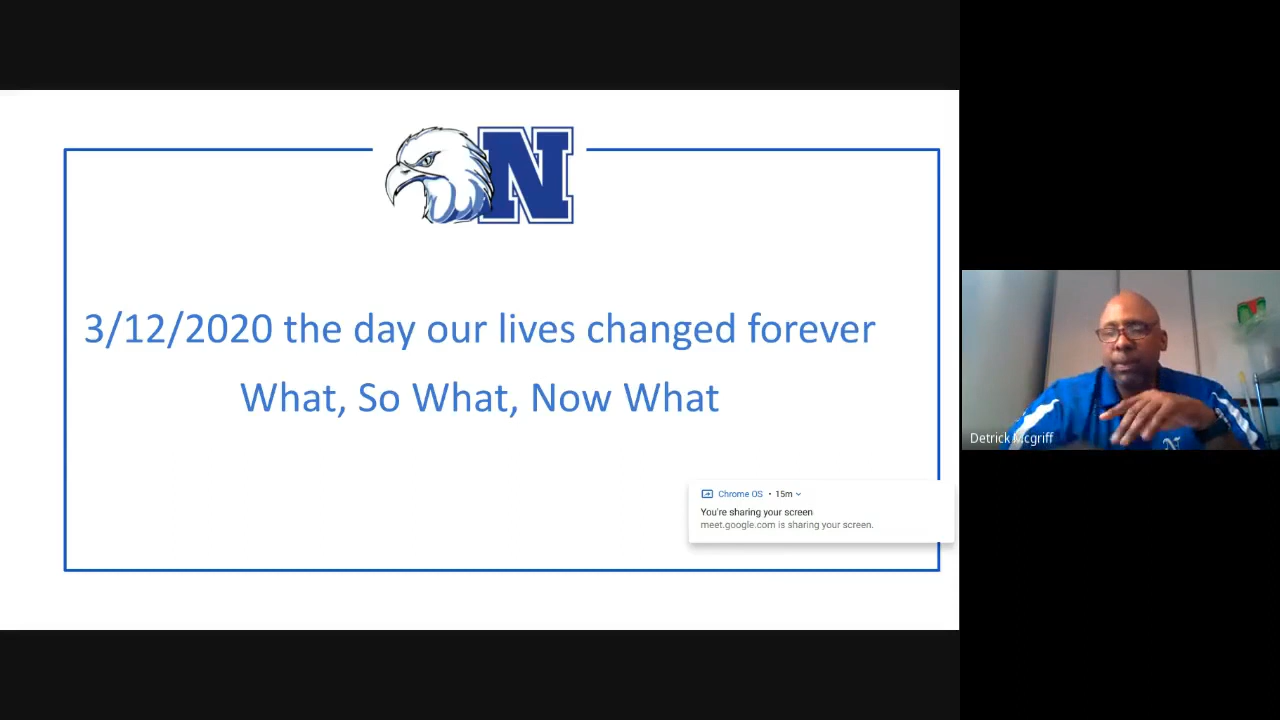 N
3/12/2020 the day our lives changed forever
What, So What, Now What
Chrome OS • 15m
You're sharing your screen
meet.google.com is sharing your screen.
Detrick Mcgriff
N